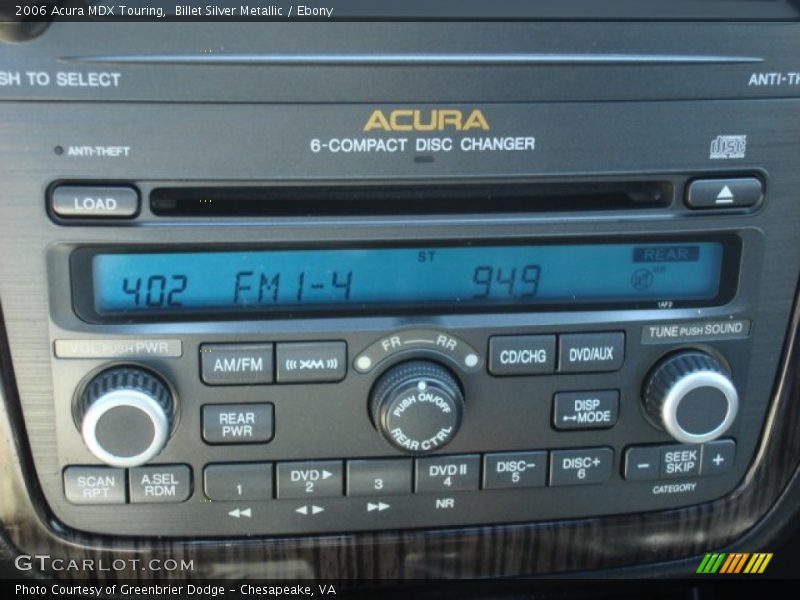 2006 Acura MDX Touring,  Billet Silver Metallic / Ebony
SH TO SELECT
ANTI-TH
ACURA
ANTI-THEFT
6-COMPACT DISC CHANGER
disc
LOAD
ST
REAR
402 FM1-4 949
VOL PUSH PWR
TUNE PUSH SOUND
AM/FM
XM
FR RR
CD/CHG
DVD/AUX
PUSH ON/OFF
REAR CTRL
REAR PWR
DISP MODE
SCAN RPT
A.SEL RDM
1
DVD 2
3
DVD 4
DISC- 5
DISC+ 6
- SEEK SKIP +
NR
CATEGORY
GTCARLOT.COM
Photo Courtesy of Greenbrier Dodge - Chesapeake, VA